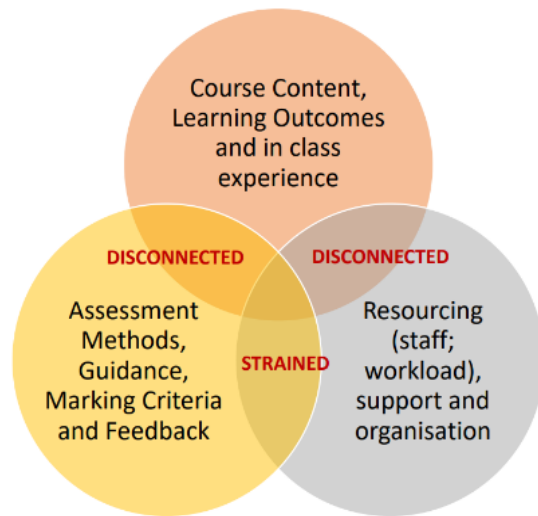 Course Content,
Learning Outcomes
and in class
experience
DISCONNECTED
DISCONNECTED
Assessment
Methods,
Guidance,
Marking Criteria
and Feedback
STRAINED
Resourcing
(staff;
workload),
support and
organisation